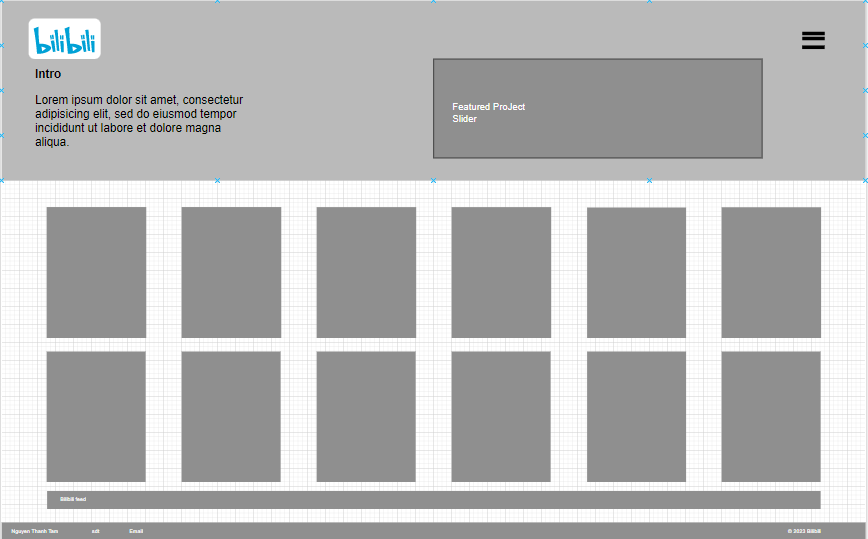 bilibili
Intro
Lorem ipsum dolor sit amet, consectetur
adipisicing elit, sed do eiusmod tempor
incididunt ut labore et dolore magna
aliqua.
Featured ProJect
Slider
Bilibili feed
Nguyen Thanh Tam sdt Email © 2023 Bilibili